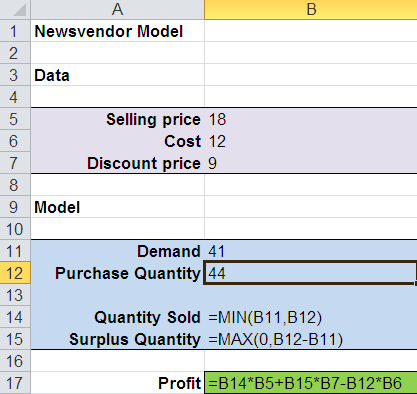 A B
1 Newsvendor Model
2
3 Data
4
5 Selling price 18
6 Cost 12
7 Discount price 9
8
9 Model
10
11 Demand 41
12 Purchase Quantity 44
13
14 Quantity Sold =MIN(B11,B12)
15 Surplus Quantity =MAX(0,B12-B11)
16
17 Profit =B14*B5+B15*B7-B12*B6